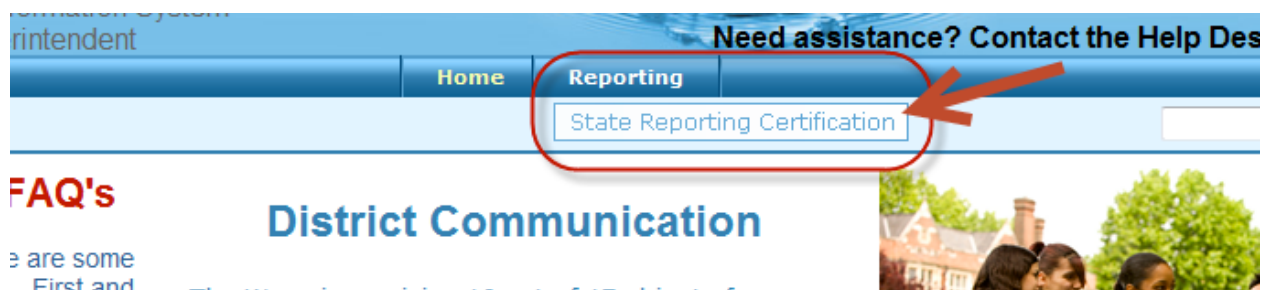 rintendent
Need assistance? Contact the Help Des
Home Reporting
State Reporting Certification
FAQ's
District Communication
e are some
First and